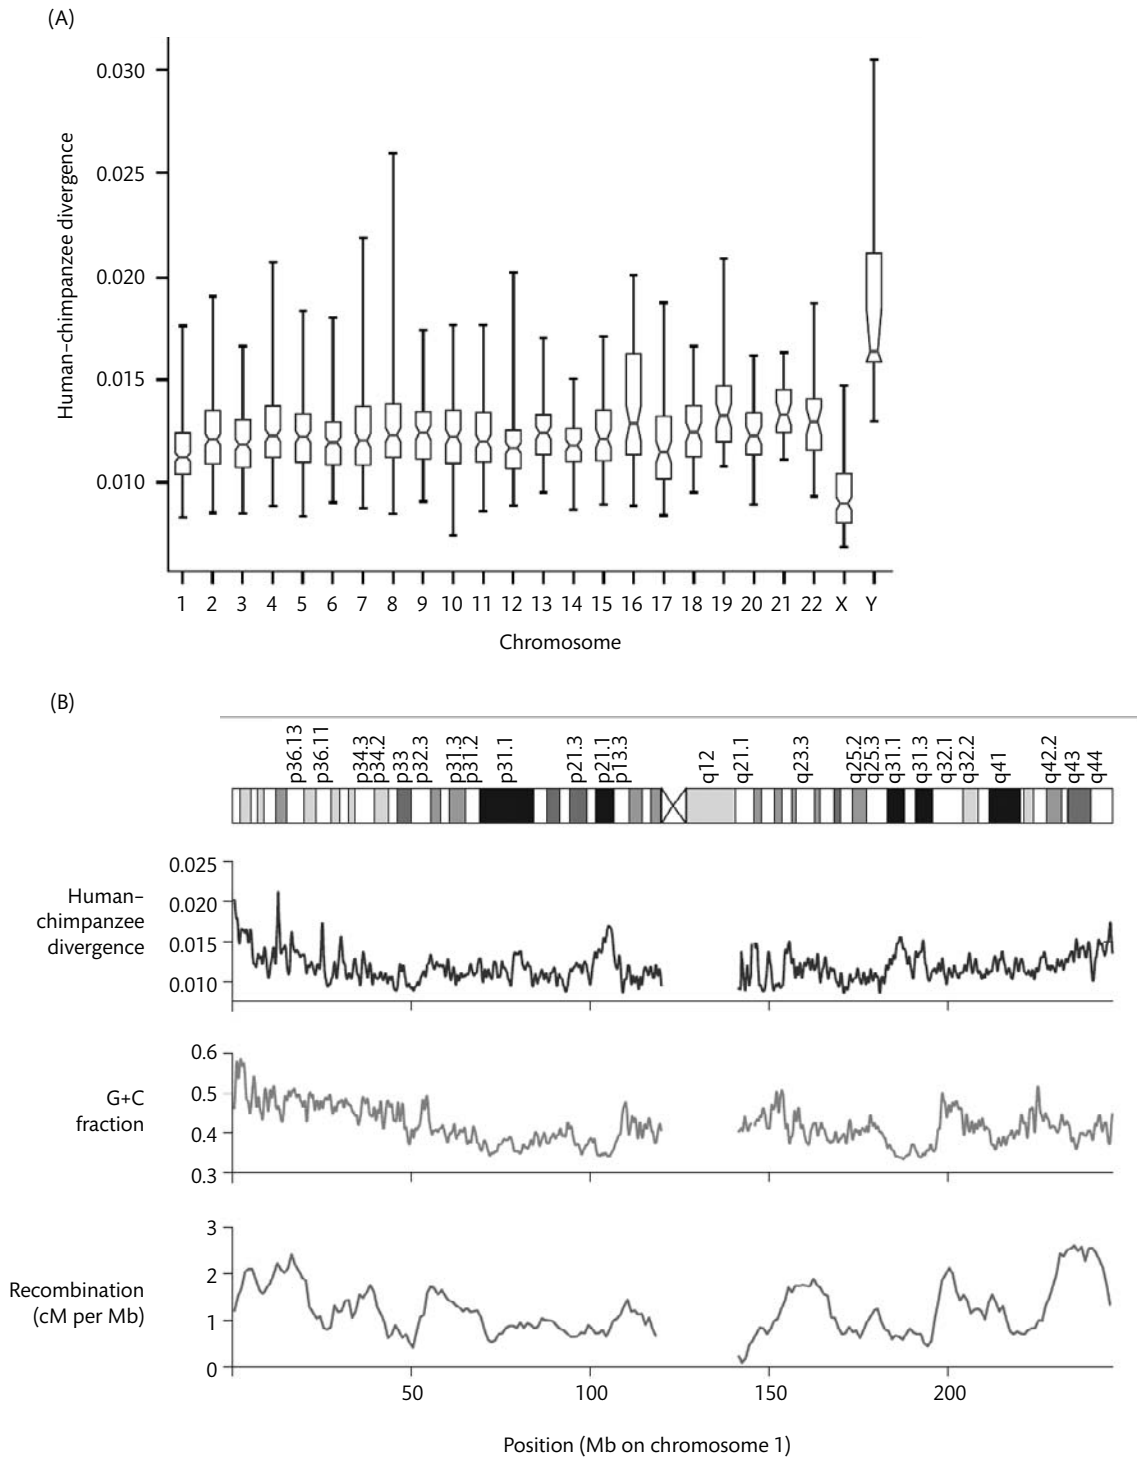 (A)
Human–chimpanzee divergence
0.030
0.025
0.020
0.015
0.010
1 2 3 4 5 6 7 8 9 10 11 12 13 14 15 16 17 18 19 20 21 22 X Y
Chromosome
(B)
p36.13 p36.11 p34.3 p34.2 p33 p32.3 p31.3 p31.2 p31.1 p21.3 p21.1 p13.3 q12 q21.1 q23.3 q25.2 q25.3 q31.1 q31.3 q32.1 q32.2 q41 q42.2 q43 q44
Human–
chimpanzee
divergence
0.025
0.020
0.015
0.010
G+C
fraction
0.6
0.5
0.4
0.3
Recombination
(cM per Mb)
3
2
1
0
50 100 150 200
Position (Mb on chromosome 1)